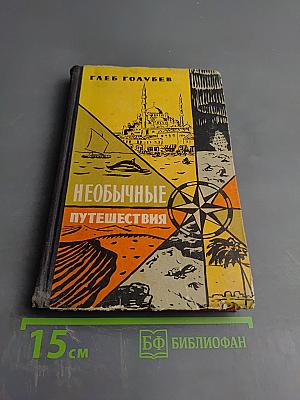 ГЛЕБ ГОЛУБЕВ
НЕОБЫЧНЫЕ
ПУТЕШЕСТВИЯ
15 см
БФ БИБЛИОФАН